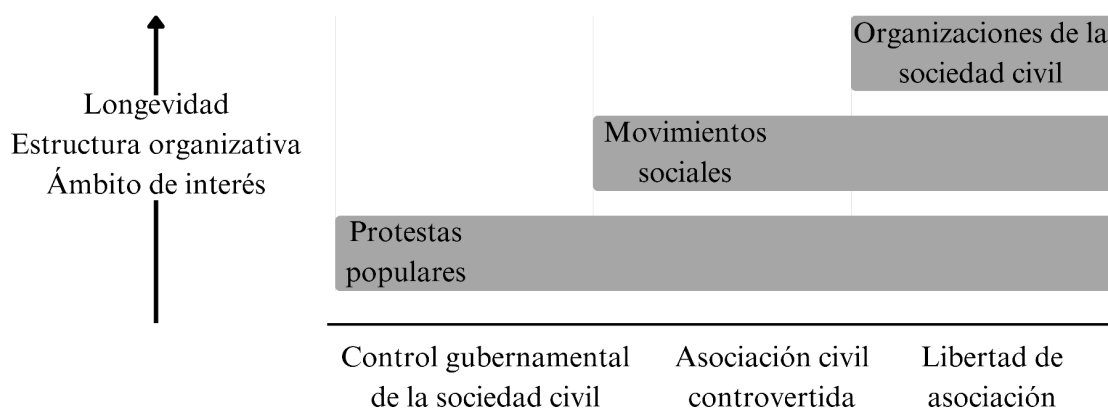 Organizaciones de la
sociedad civil
Longevidad
Estructura organizativa
Ámbito de interés
Movimientos
sociales
Protestas
populares
Control gubernamental
de la sociedad civil
Asociación civil
controvertida
Libertad de
asociación